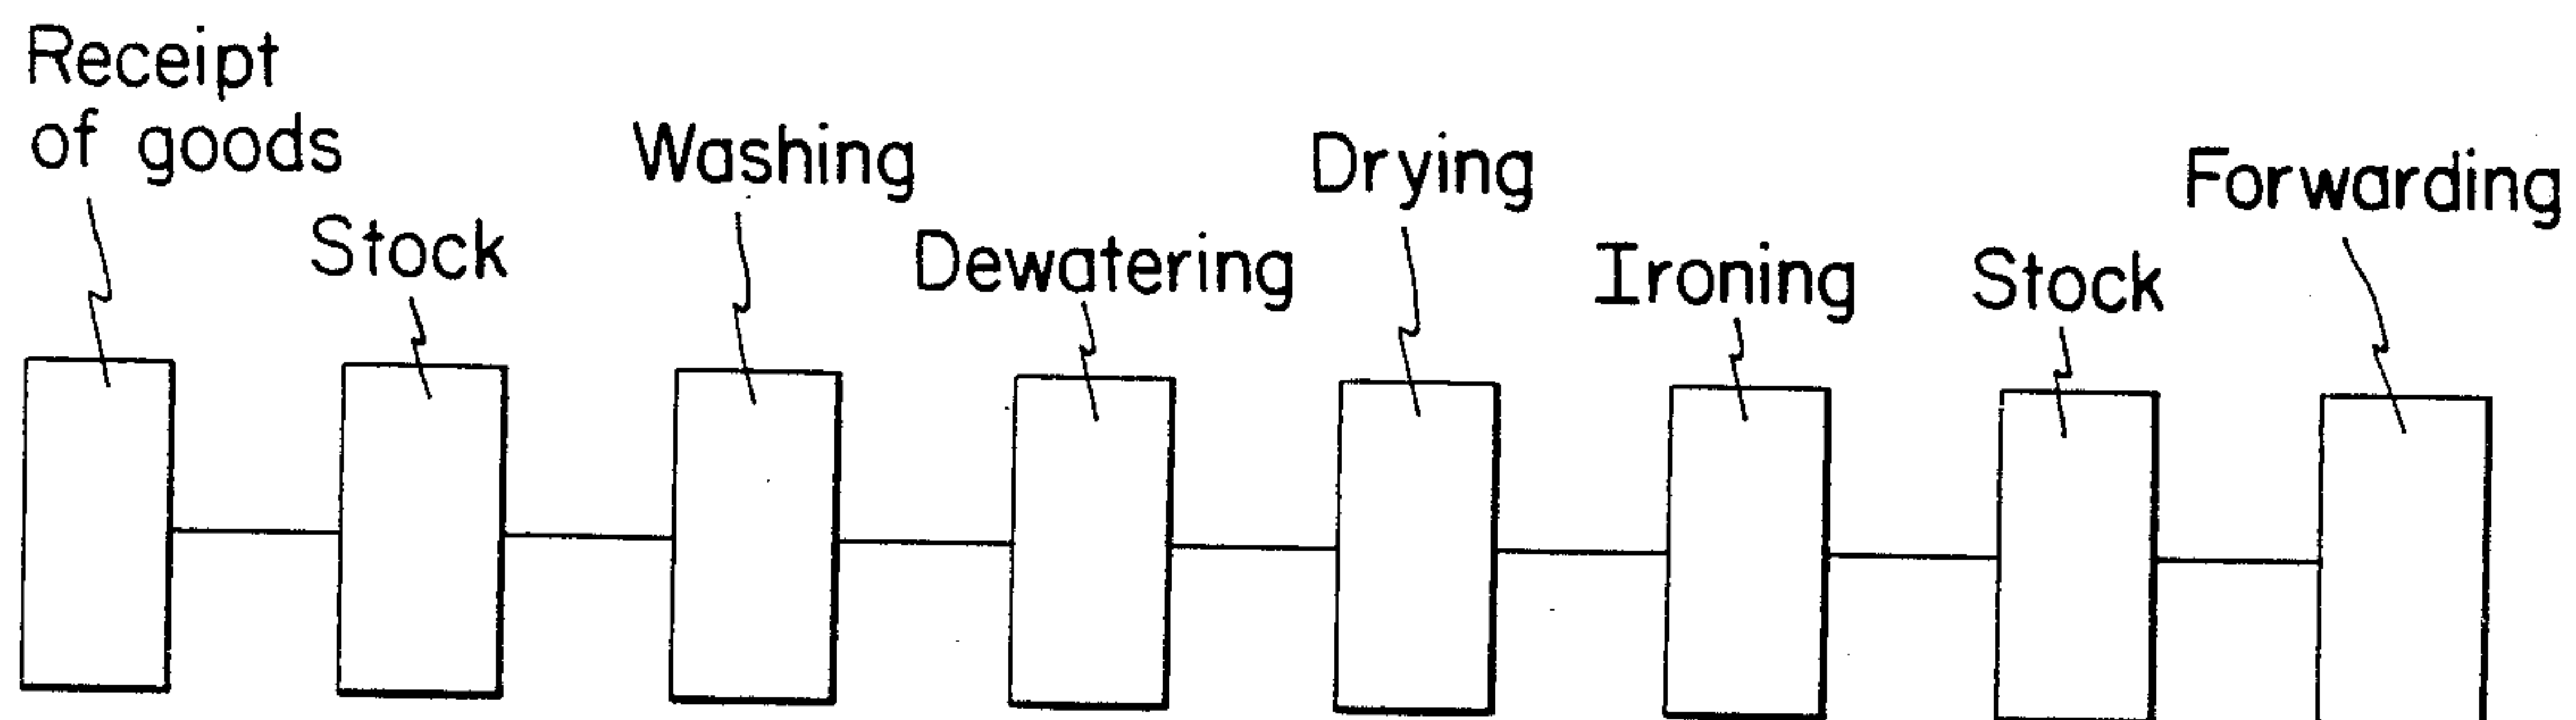 Receipt
of goods
Stock
Washing
Dewatering
Drying
Ironing
Stock
Forwarding